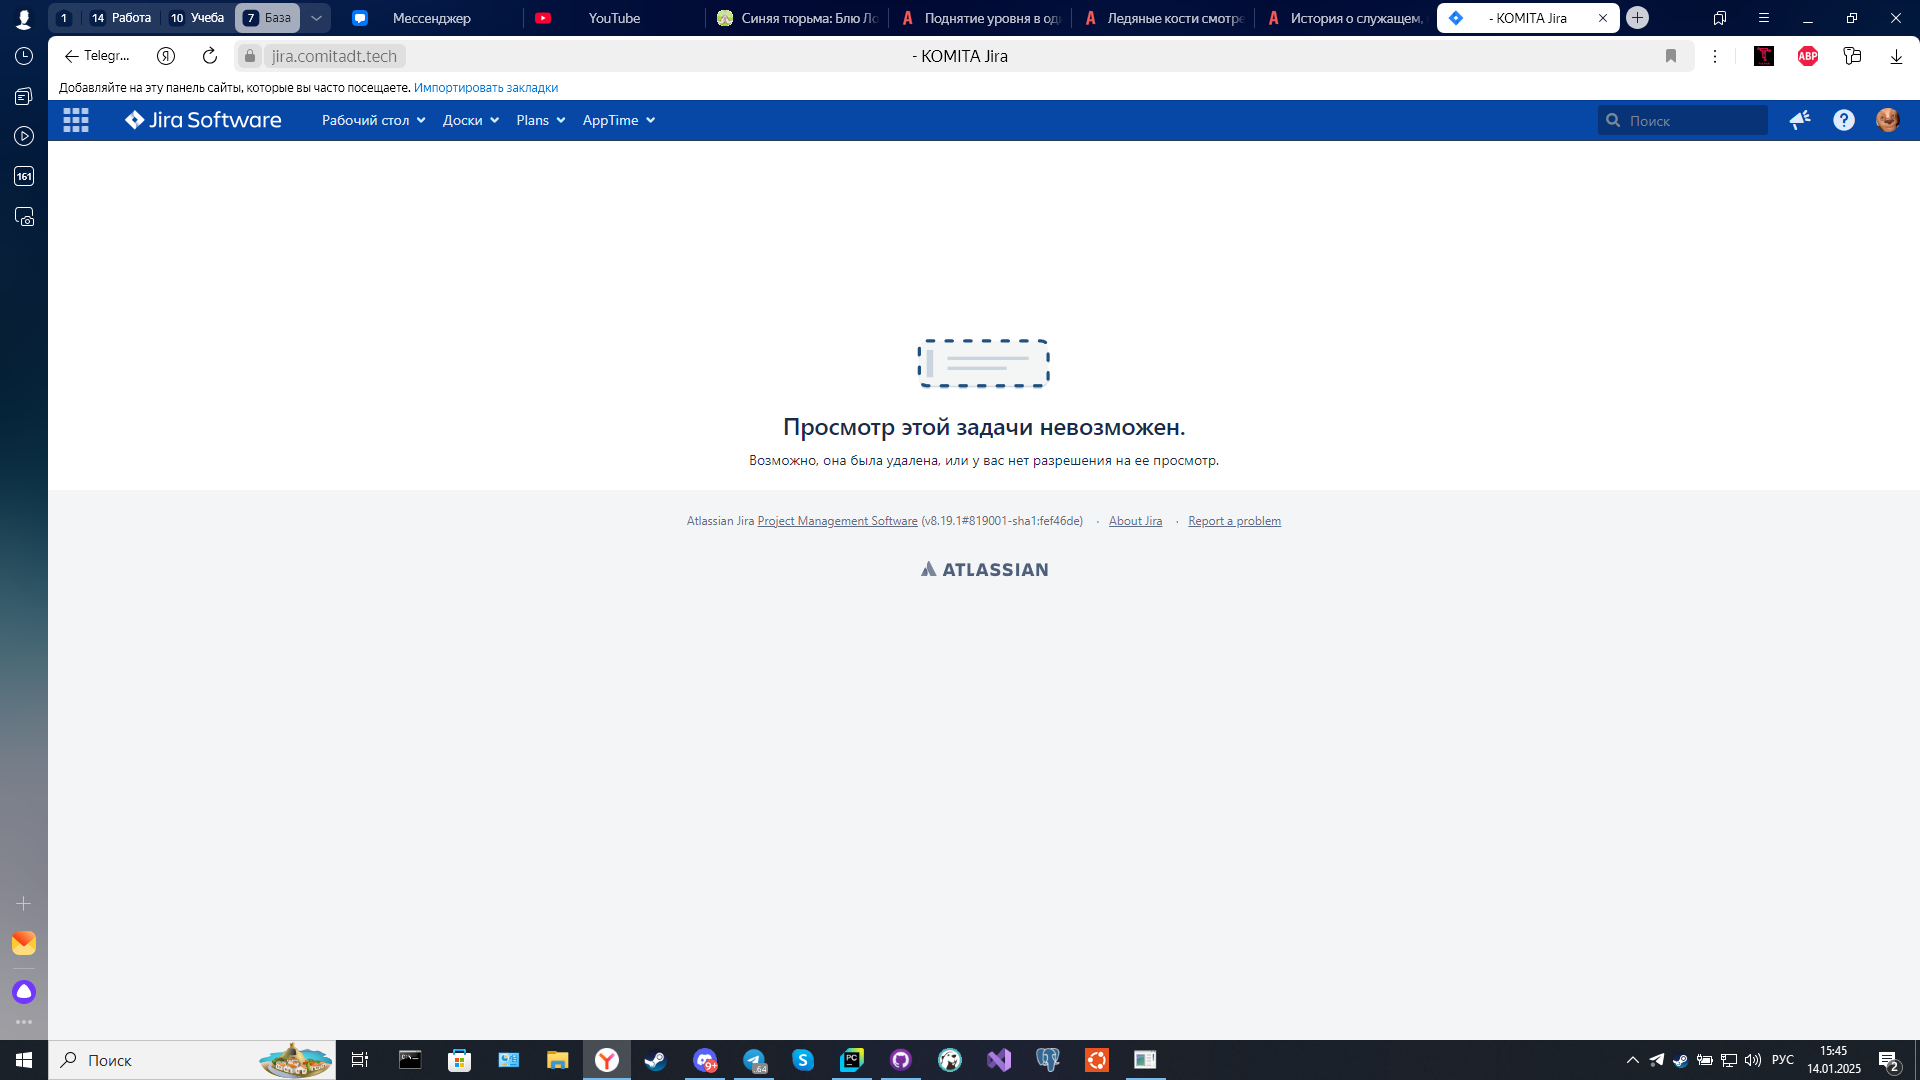 1
14 Работа
10 Учеба
7 База
Мессенджер
YouTube
Синяя тюрьма: Блю Ло
Поднятие уровня в од
Ледяные кости смотре
История о служащем,
- KOMITA Jira
Telegr...
jira.comitadt.tech
- KOMITA Jira
ABP
Добавляйте на эту панель сайты, которые вы часто посещаете. Импортировать закладки
Jira Software
Рабочий стол
Доски
Plans
AppTime
Поиск
161
Просмотр этой задачи невозможен.
Возможно, она была удалена, или у вас нет разрешения на ее просмотр.
Atlassian Jira Project Management Software (v8.19.1#819001-sha1:fef46de) · About Jira · Report a problem
ATLASSIAN
Поиск
9+
64
PC
РУС
15:45
14.01.2025
2